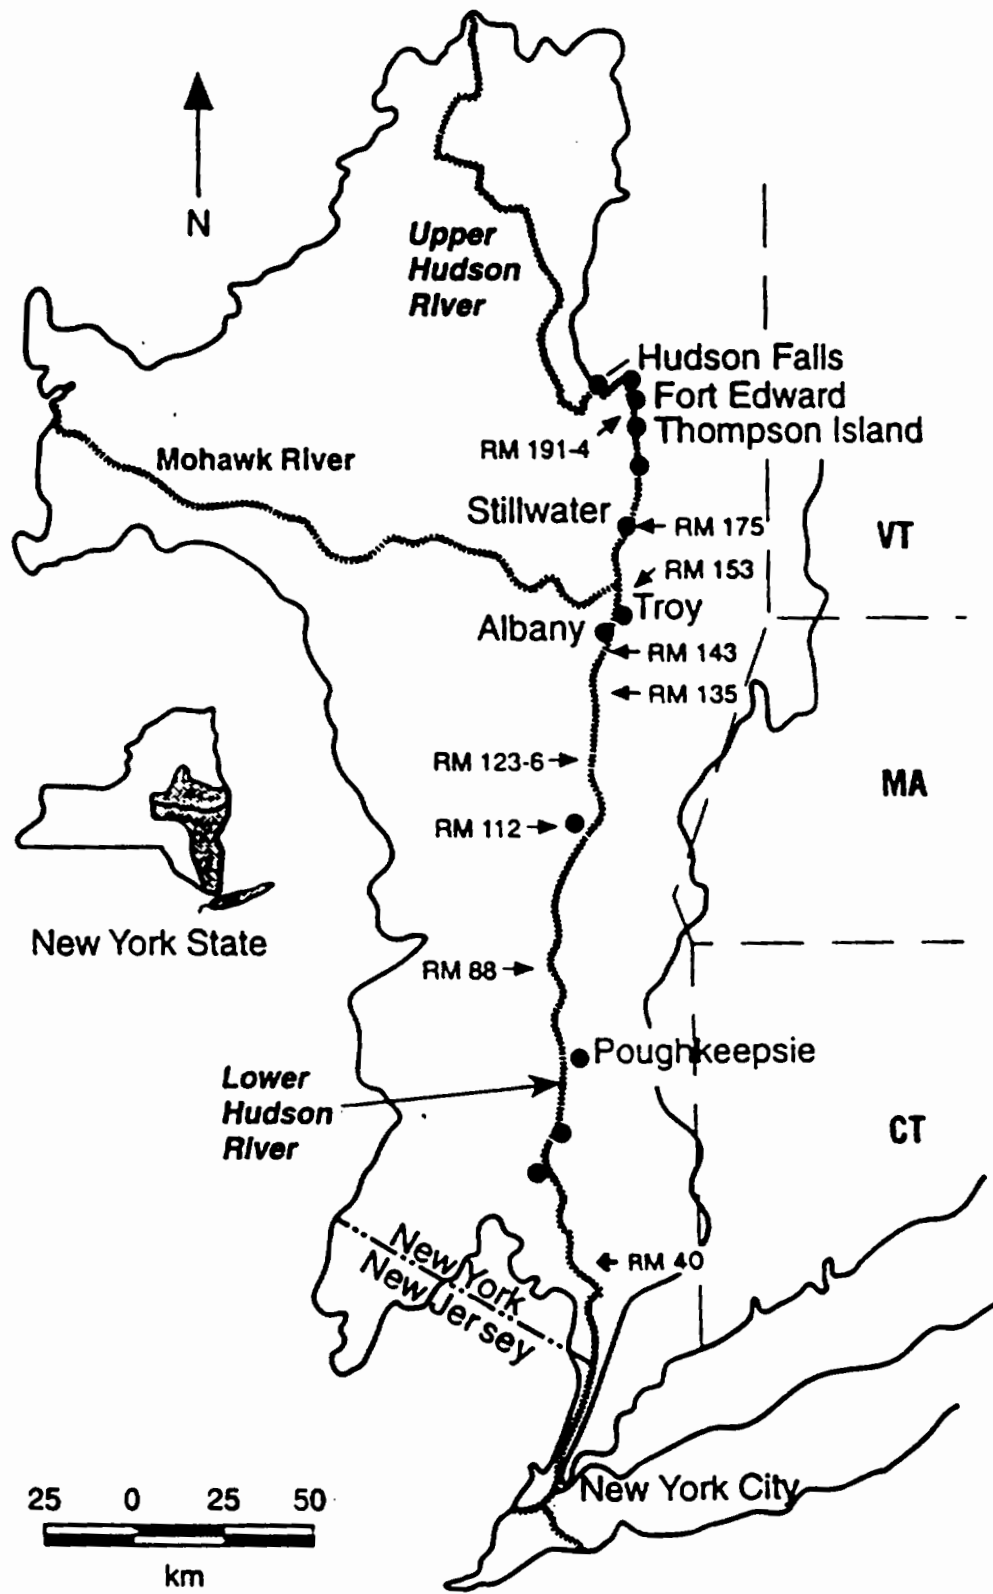 N
Upper
Hudson
River
Hudson Falls
Fort Edward
RM 191-4
Thompson Island
Mohawk River
Stillwater
RM 175
VT
RM 153
Troy
Albany
RM 143
RM 135
RM 123-6
MA
RM 112
New York State
RM 88
Poughkeepsie
Lower
Hudson
River
CT
New York
New Jersey
RM 40
New York City
25 0 25 50
km